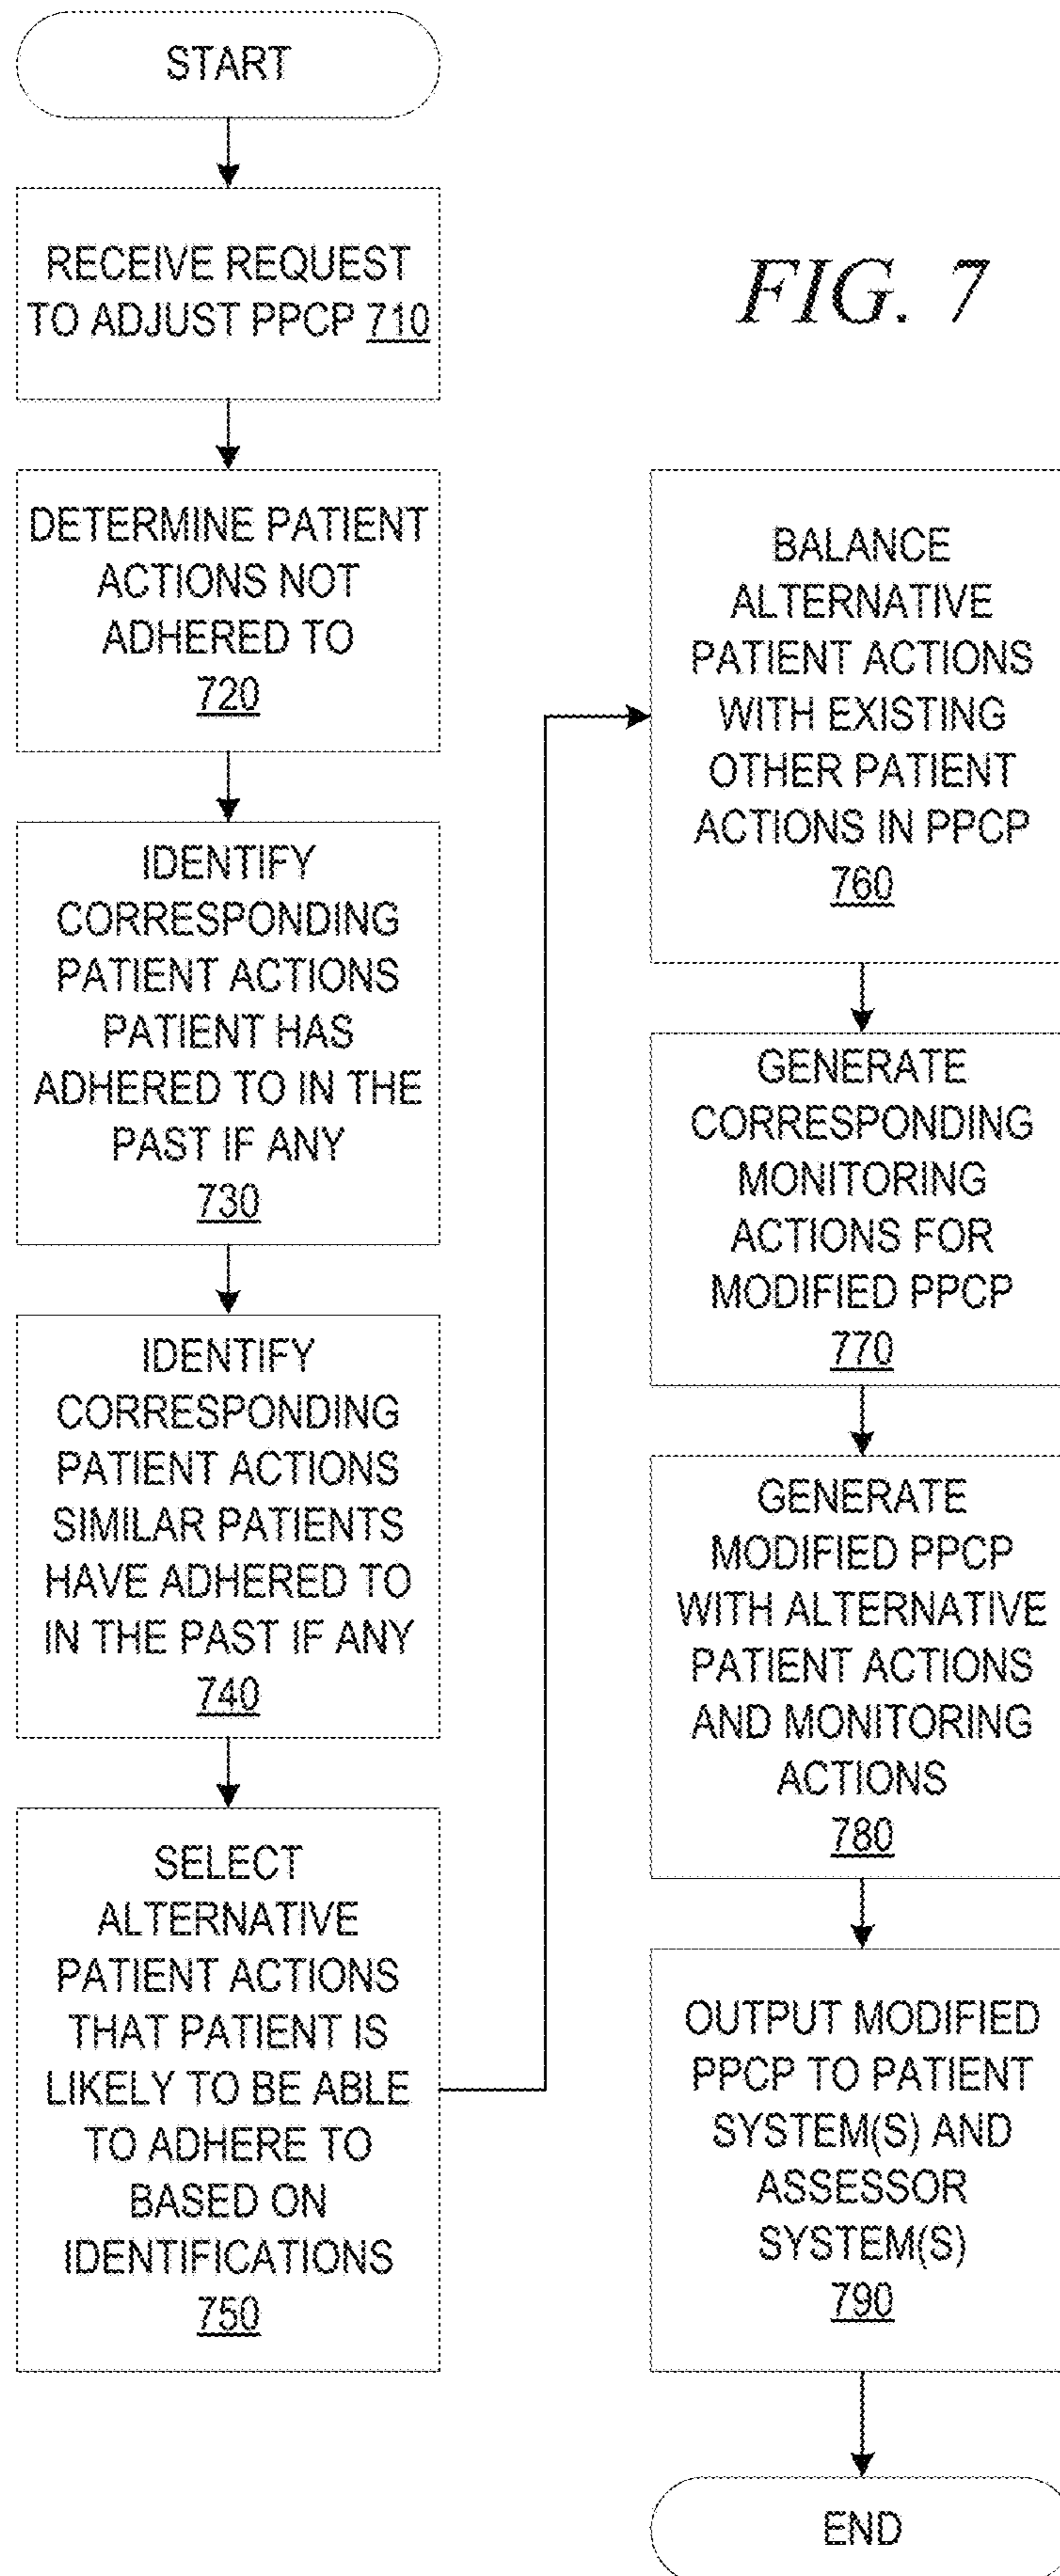 START
RECEIVE REQUEST
TO ADJUST PPCP 710
FIG. 7
DETERMINE PATIENT
ACTIONS NOT
ADHERED TO
720
IDENTIFY
CORRESPONDING
PATIENT ACTIONS
PATIENT HAS
ADHERED TO IN THE
PAST IF ANY
730
IDENTIFY
CORRESPONDING
PATIENT ACTIONS
SIMILAR PATIENTS
HAVE ADHERED TO
IN THE PAST IF ANY
740
SELECT
ALTERNATIVE
PATIENT ACTIONS
THAT PATIENT IS
LIKELY TO BE ABLE
TO ADHERE TO
BASED ON
IDENTIFICATIONS
750
BALANCE
ALTERNATIVE
PATIENT ACTIONS
WITH EXISTING
OTHER PATIENT
ACTIONS IN PPCP
760
GENERATE
CORRESPONDING
MONITORING
ACTIONS FOR
MODIFIED PPCP
770
GENERATE
MODIFIED PPCP
WITH ALTERNATIVE
PATIENT ACTIONS
AND MONITORING
ACTIONS
780
OUTPUT MODIFIED
PPCP TO PATIENT
SYSTEM(S) AND
ASSESSOR
SYSTEM(S)
790
END